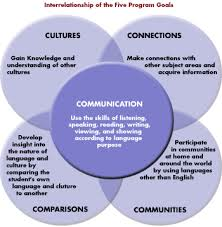 Interrelationship of the Five Program Goals
CULTURES
Gain Knowledge and
understanding of other
cultures
CONNECTIONS
Make connections with
other subject areas and
acquire information
COMMUNICATION
Use the skills of listening,
speaking, reading, writing,
viewing, and showing
according to language
purpose
Develop
insight into the
nature of
language and
culture by
comparing the
student's own
language and cluture
to another
COMPARISONS
Participate
in communities
at home and
around the
world by using
languages other
than English
COMMUNITIES